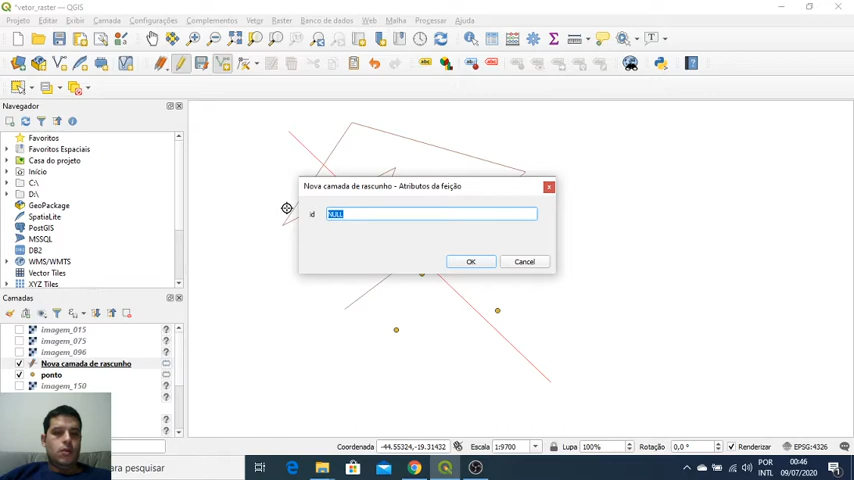 *vetor_raster — QGIS
Projeto Editar Exibir Camada Configurações Complementos Vetor Raster Banco de dados Web Malha Processar Ajuda
Navegador
Favoritos
Favoritos Espaciais
Casa do projeto
Início
C:\
D:\
GeoPackage
SpatiaLite
PostGIS
MSSQL
DB2
WMS/WMTS
Vector Tiles
XYZ Tiles
Camadas
imagem_015
imagem_075
imagem_096
Nova camada de rascunho
ponto
imagem_150
Nova camada de rascunho - Atributos da feição
x
id NULL
OK Cancel
Coordenada -44.55324,-19.31432 Escala 1:9700 Lupa 100% Rotação 0,0 ° Renderizar EPSG:4326
para pesquisar
POR
INTL
00:46
09/07/2020